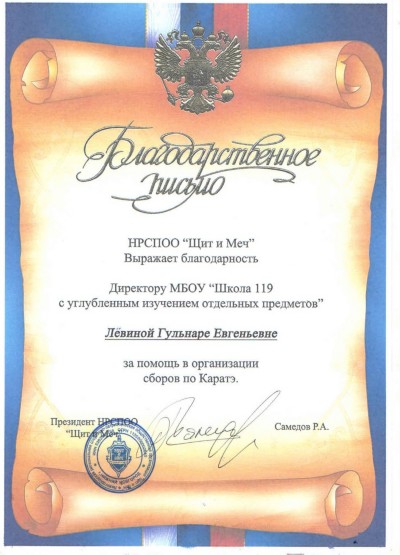 Благодарственное
письмо
НРСПОО “Щит и Меч”
Выражает благодарность
Директору МБОУ “Школа 119
с углубленным изучением отдельных предметов”
Лёвиной Гульнаре Евгеньевне
за помощь в организации
сборов по Каратэ.
Президент НРСПОО
"Щит и Меч"
Самедов Р.А.